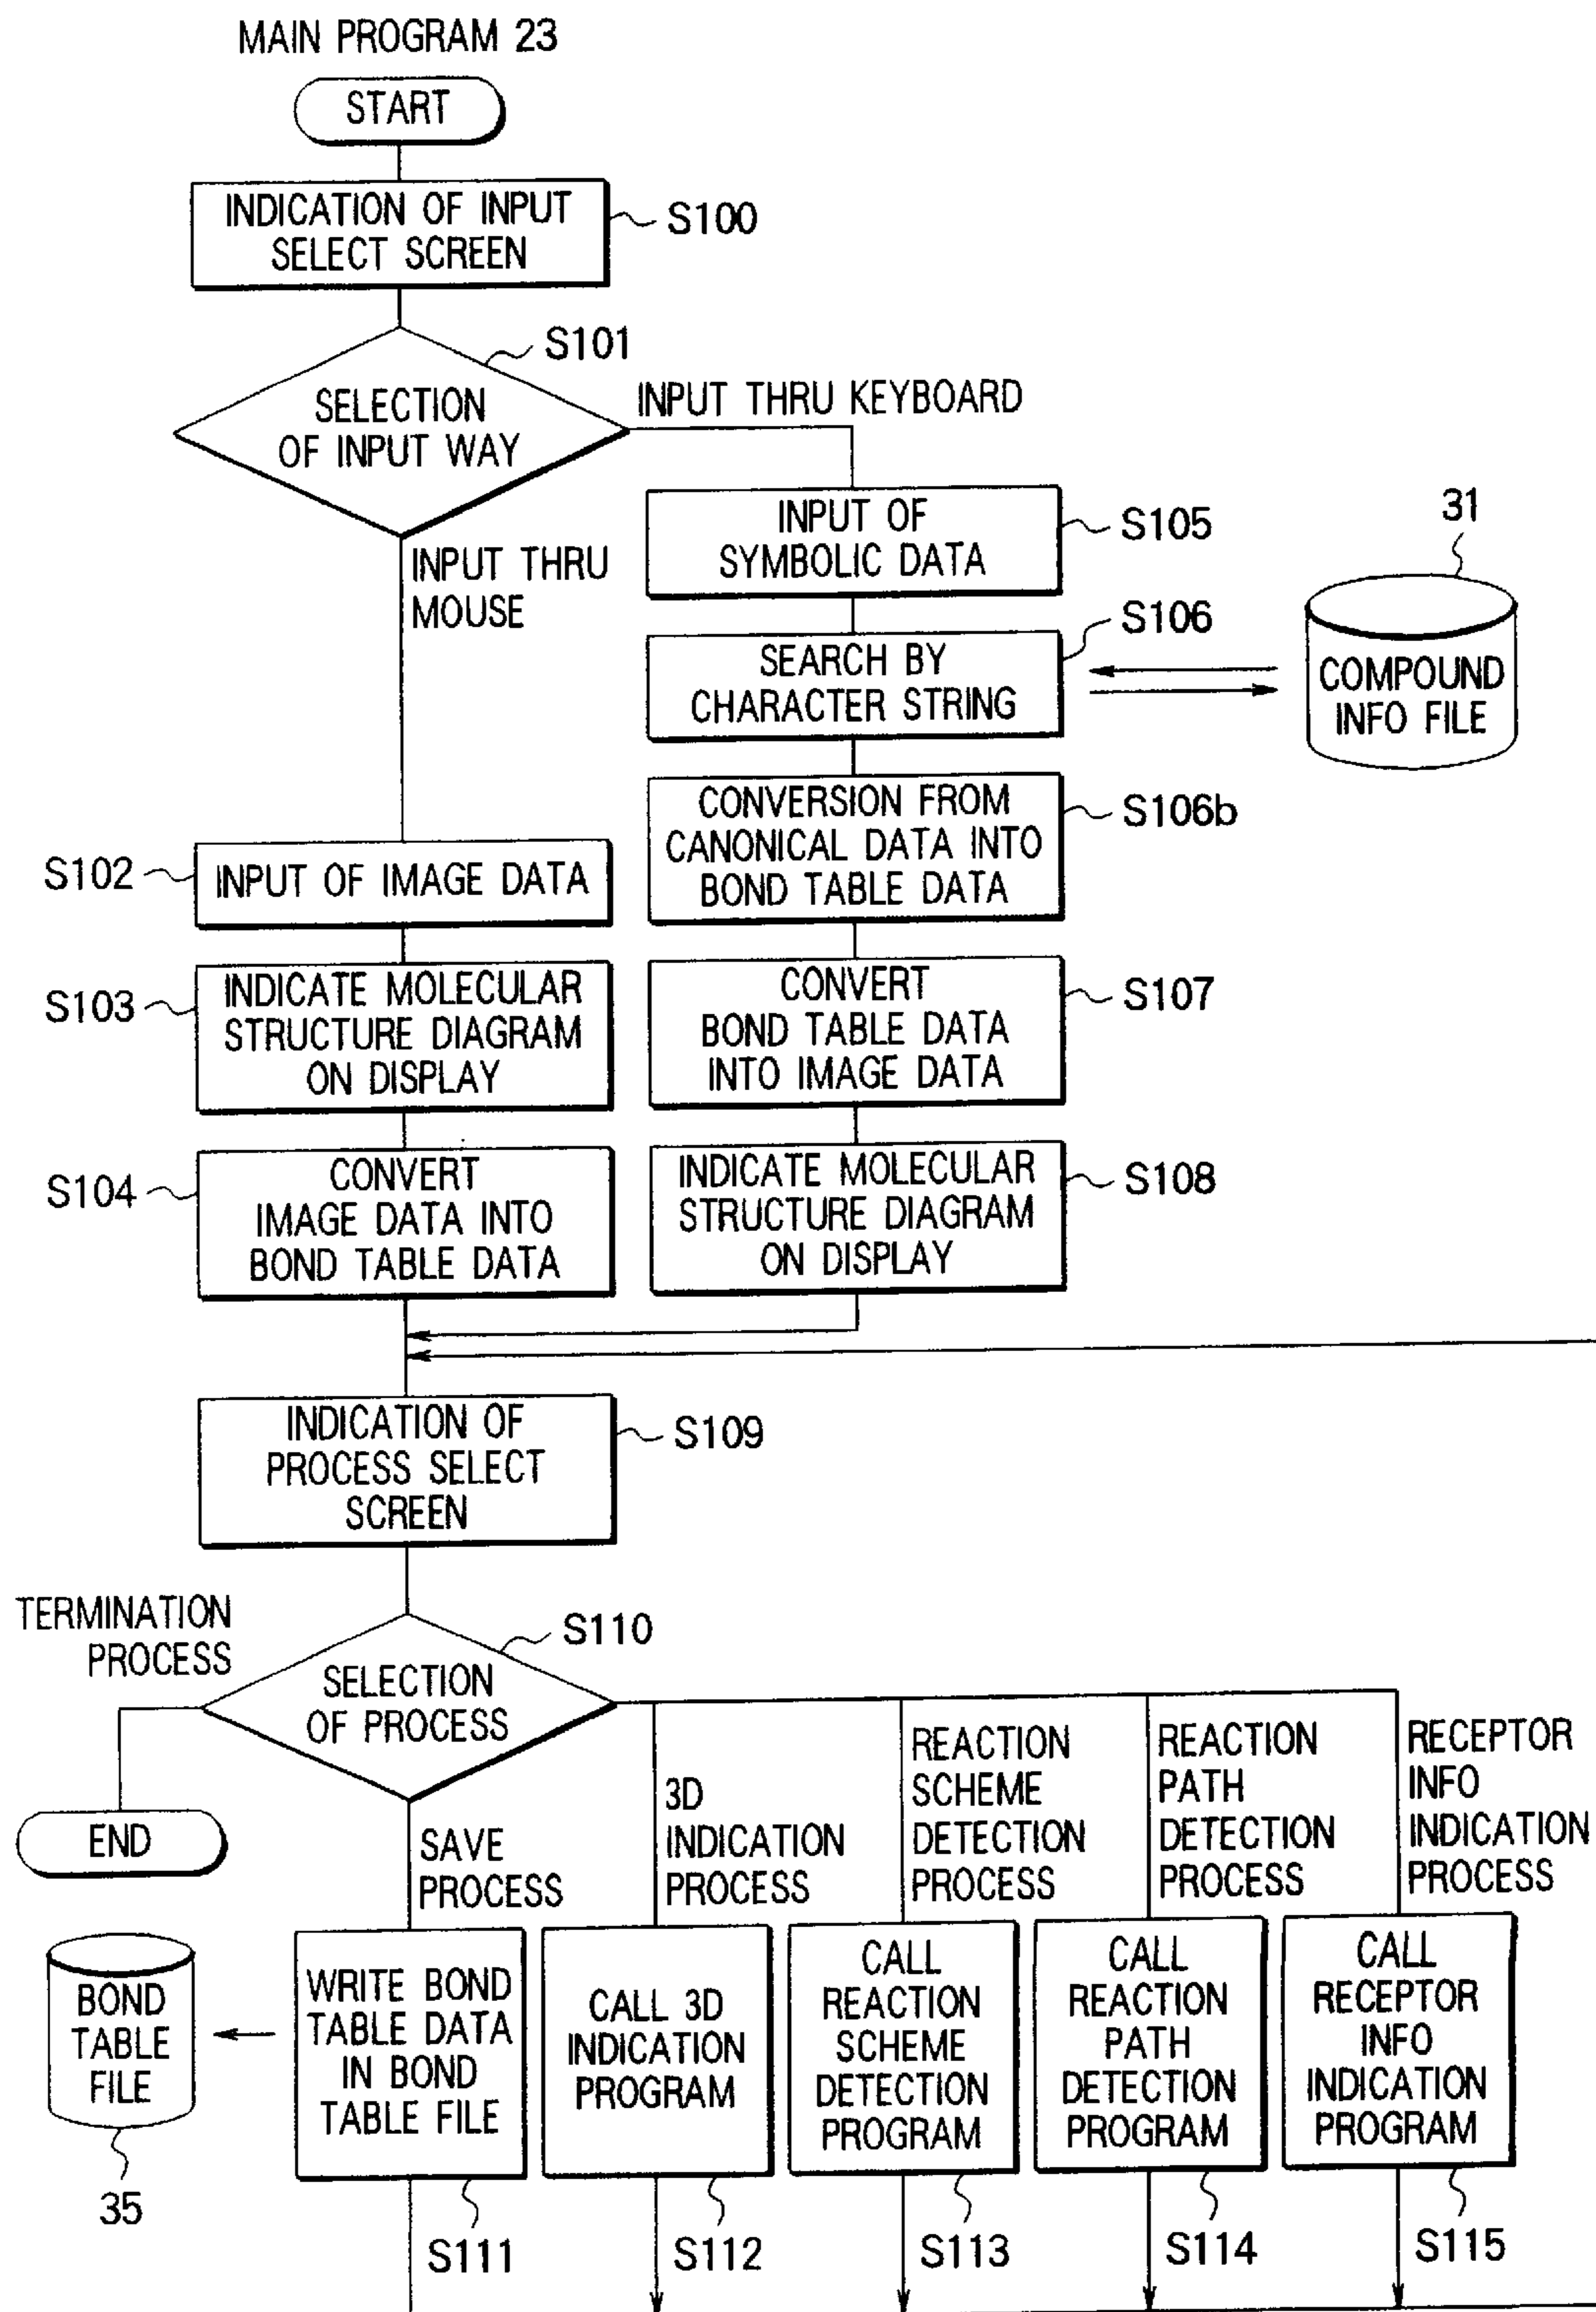 MAIN PROGRAM 23
START
INDICATION OF INPUT
SELECT SCREEN
S100
S101
SELECTION
OF INPUT WAY
INPUT THRU KEYBOARD
INPUT THRU
MOUSE
INPUT OF
SYMBOLIC DATA
S105
31
SEARCH BY
CHARACTER STRING
S106
COMPOUND
INFO FILE
CONVERSION FROM
CANONICAL DATA INTO
BOND TABLE DATA
S106b
S102
INPUT OF IMAGE DATA
S103
INDICATE MOLECULAR
STRUCTURE DIAGRAM
ON DISPLAY
CONVERT
BOND TABLE DATA
INTO IMAGE DATA
S107
S104
CONVERT
IMAGE DATA INTO
BOND TABLE DATA
INDICATE MOLECULAR
STRUCTURE DIAGRAM
ON DISPLAY
S108
INDICATION OF
PROCESS SELECT
SCREEN
S109
TERMINATION
PROCESS
S110
SELECTION
OF PROCESS
END
SAVE
PROCESS
3D
INDICATION
PROCESS
REACTION
SCHEME
DETECTION
PROCESS
REACTION
PATH
DETECTION
PROCESS
RECEPTOR
INFO
INDICATION
PROCESS
BOND
TABLE
FILE
35
WRITE BOND
TABLE DATA
IN BOND
TABLE FILE
S111
CALL 3D
INDICATION
PROGRAM
S112
CALL
REACTION
SCHEME
DETECTION
PROGRAM
S113
CALL
REACTION
PATH
DETECTION
PROGRAM
S114
CALL
RECEPTOR
INFO
INDICATION
PROGRAM
S115